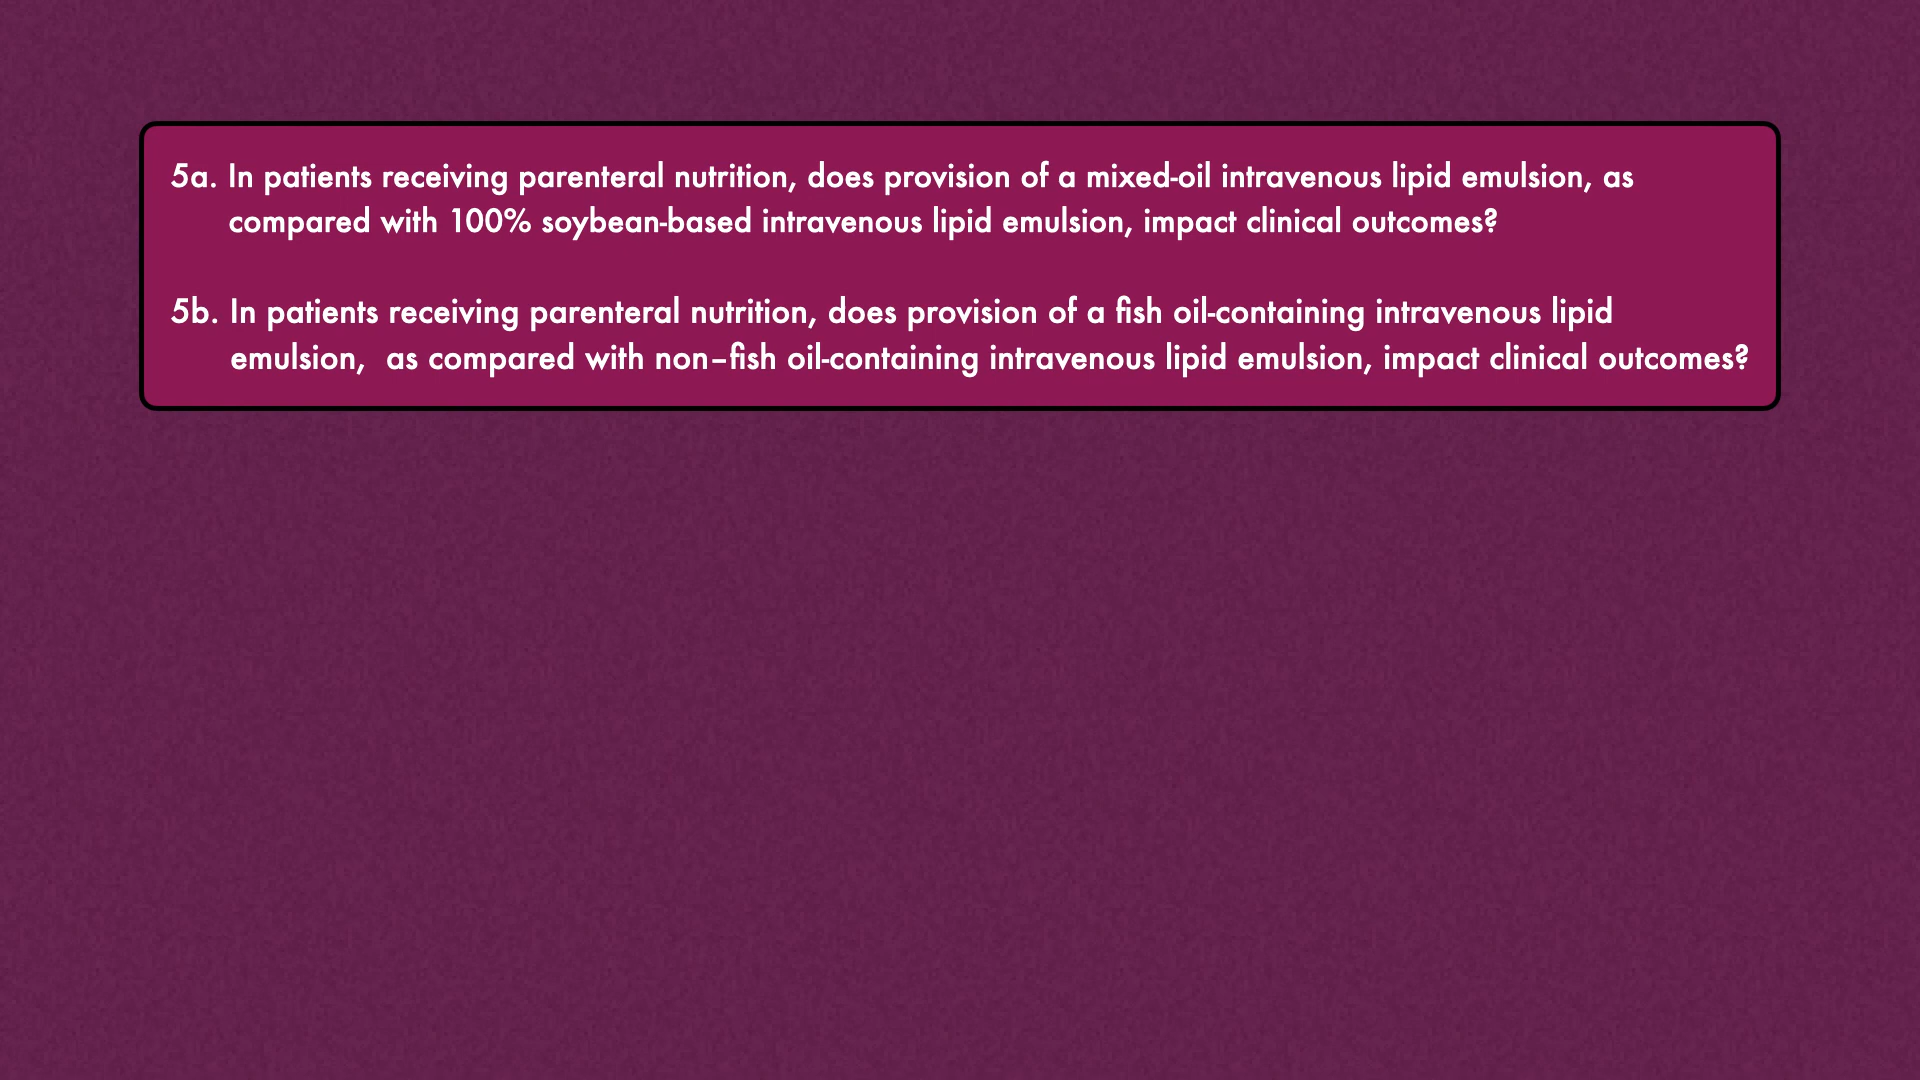 5a. In patients receiving parenteral nutrition, does provision of a mixed-oil intravenous lipid emulsion, as
compared with 100% soybean-based intravenous lipid emulsion, impact clinical outcomes?
5b. In patients receiving parenteral nutrition, does provision of a fish oil-containing intravenous lipid
emulsion,  as compared with non–fish oil-containing intravenous lipid emulsion, impact clinical outcomes?